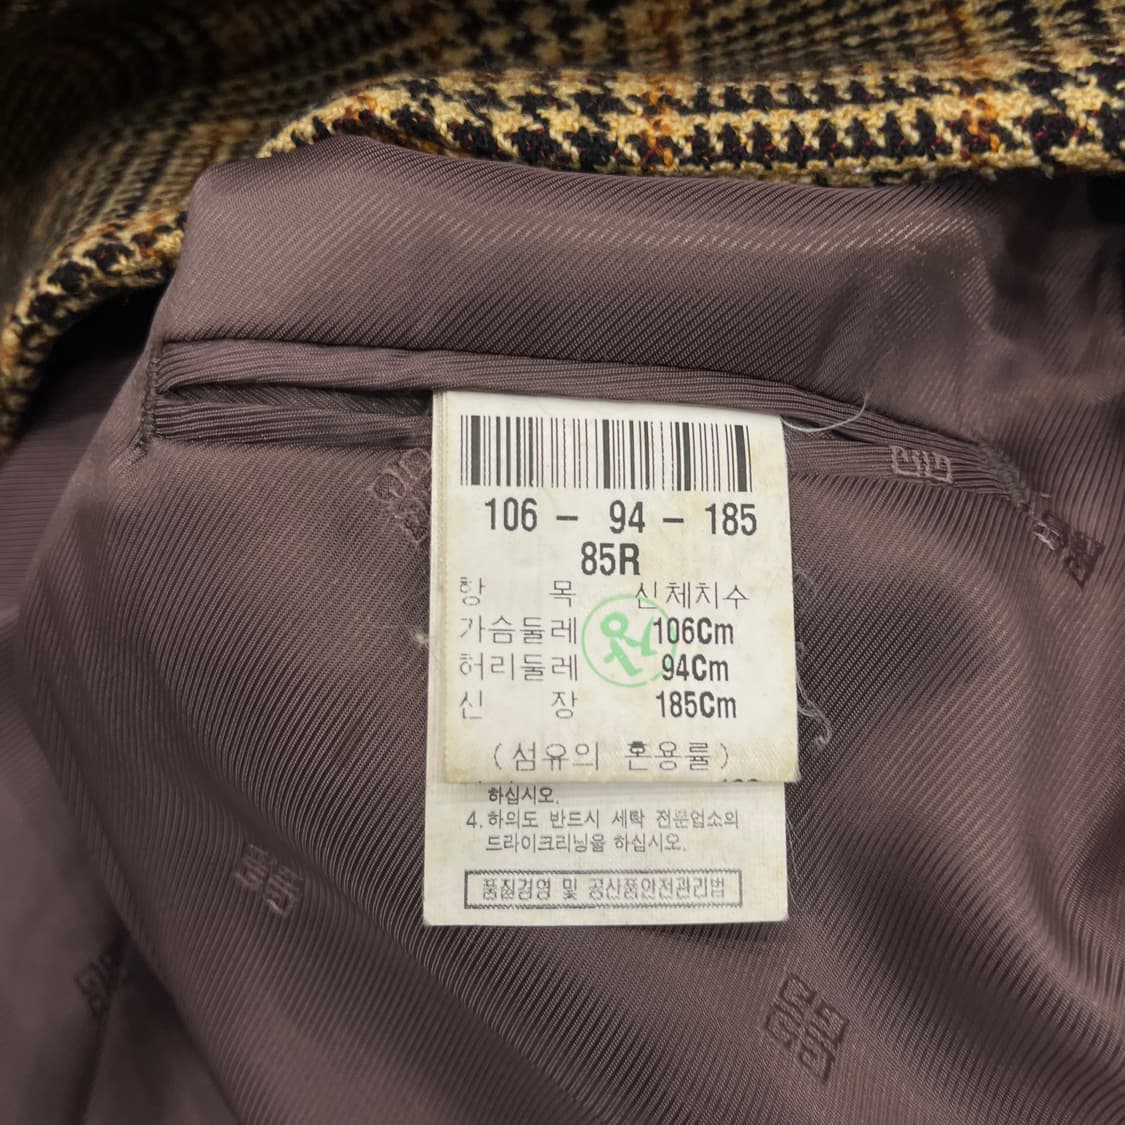 106 - 94 - 185
85R
항 목 신체치수
가슴둘레 106Cm
허리둘레 94Cm
신 장 185Cm
(섬유의 혼용률)
하십시오.
4. 하의도 반드시 세탁 전문업소의
드라이크리닝을 하십시오.
품질경영 및 공산품안전관리법